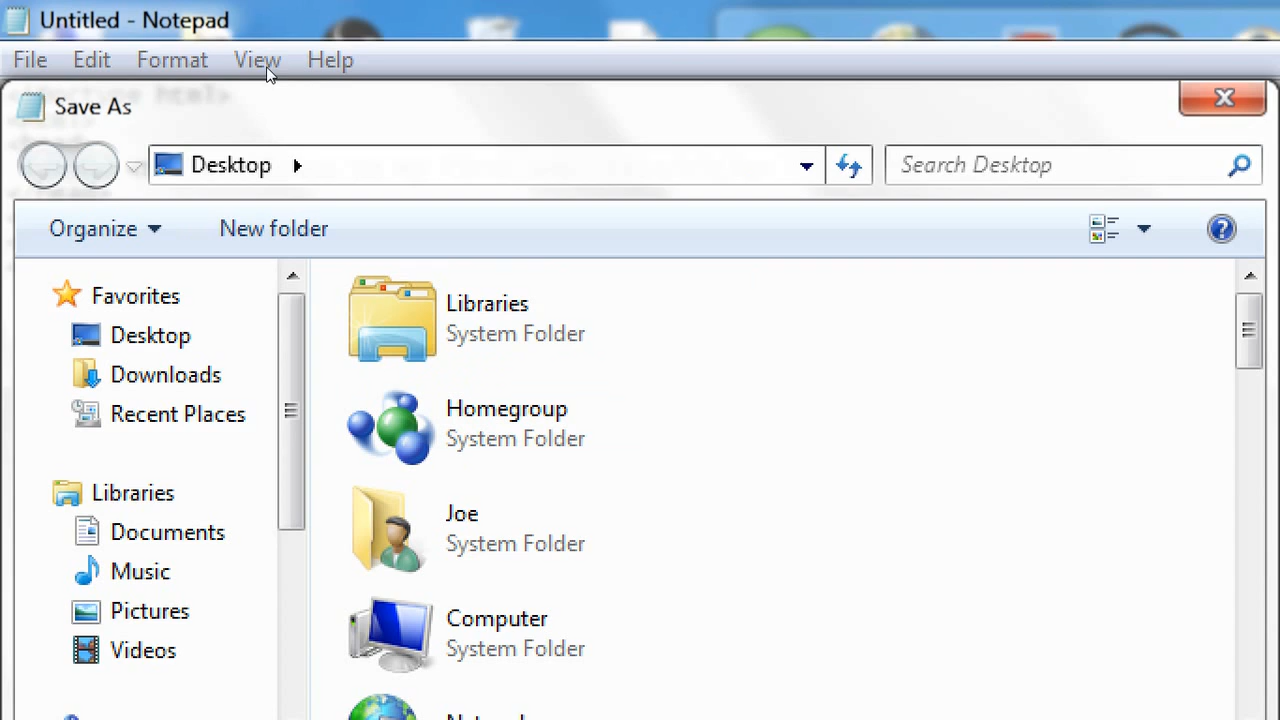 Untitled - Notepad
File Edit Format View Help
Save As
Desktop
Search Desktop
Organize New folder
Favorites
Desktop
Downloads
Recent Places
Libraries
Documents
Music
Pictures
Videos
Libraries
System Folder
Homegroup
System Folder
Joe
System Folder
Computer
System Folder